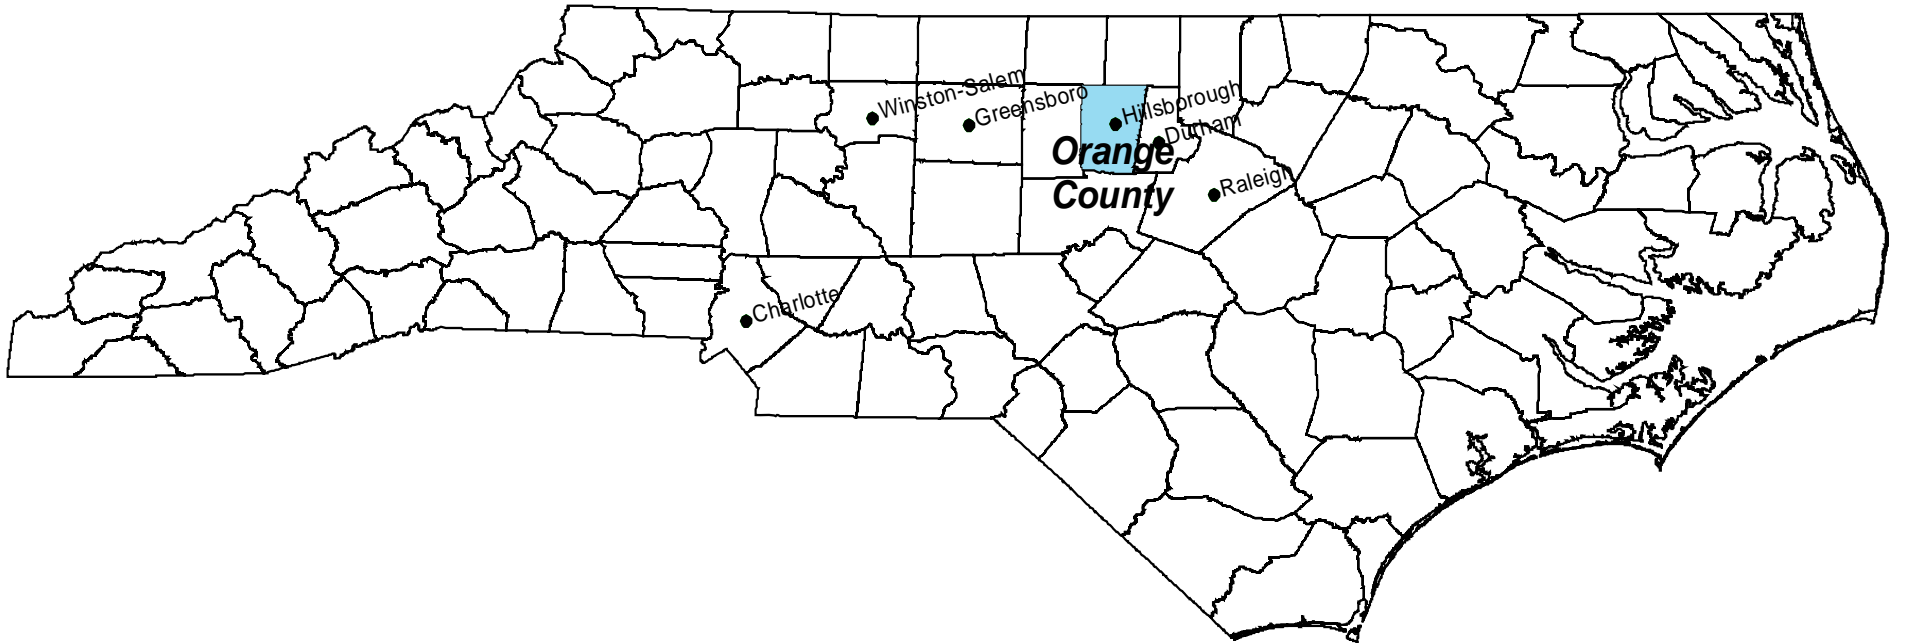 Winston-Salem
Greensboro
Hillsborough
Durham
Orange
County
Raleigh
Charlotte